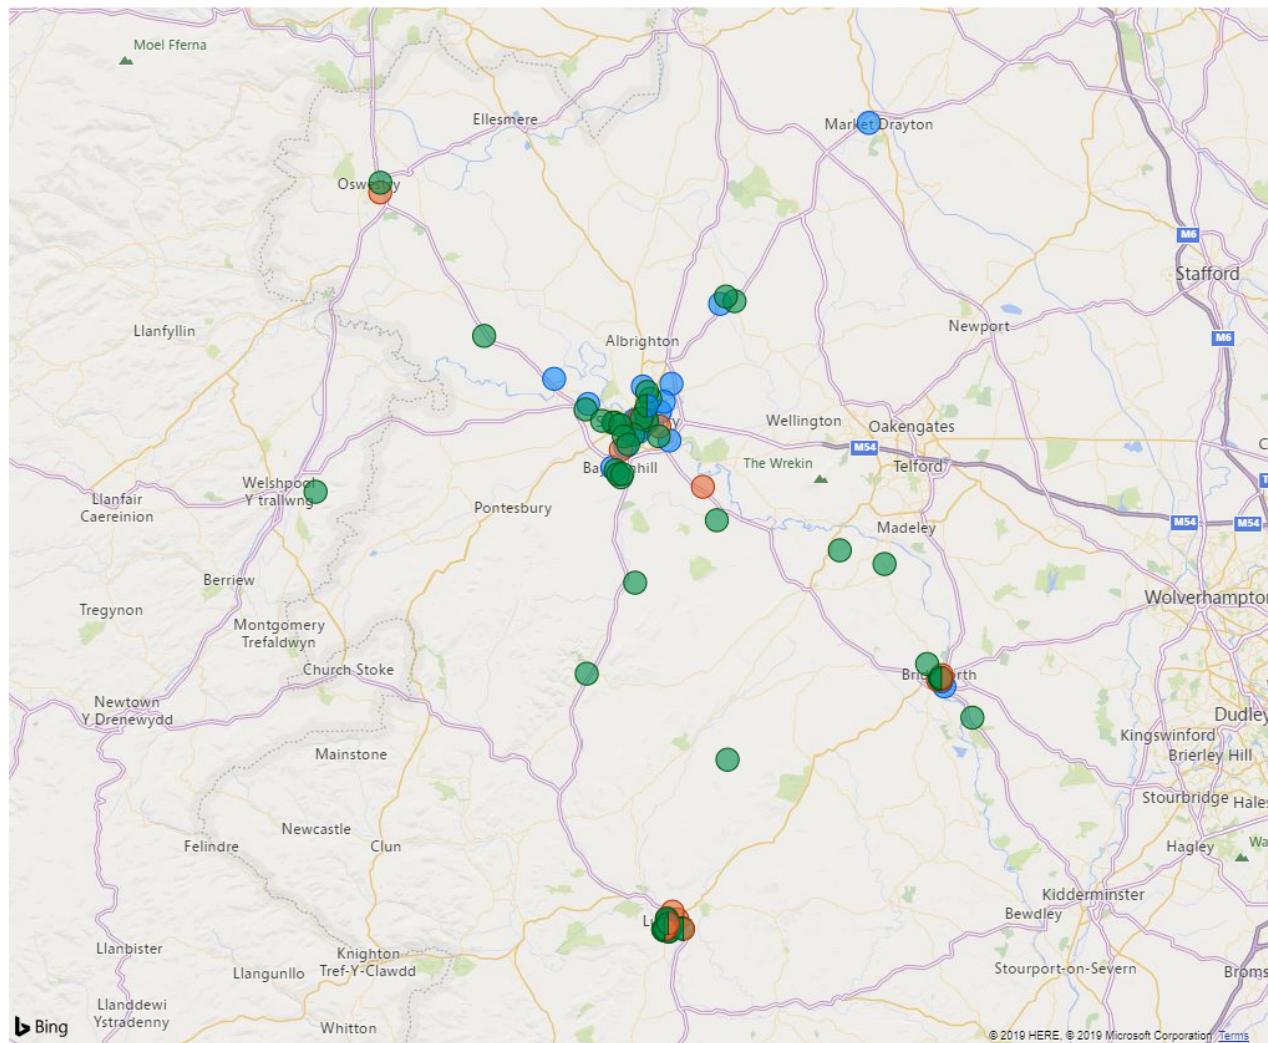 Moel Fferna
Ellesmere
Market Drayton
M6
Stafford
Llanfyllin
Newport
M6
Albrighton
Wellington
Oakengates
M54
Telford
The Wrekin
Welshpool
Y trallwng
Llanfair
Caereinion
Pontesbury
M54
M54
Madeley
Berriew
Tregynon
Wolverhampton
Montgomery
Trefaldwyn
Church Stoke
Newtown
Y Drenewydd
Dudley
Kingswinford
Mainstone
Brierley Hill
Stourbridge
Hales
Newcastle
Felindre
Clun
Hagley
Wa
Kidderminster
Bewdley
Llanbister
Knighton
Tref-Y-Clawdd
Llangunllo
Stourport-on-Severn
Broms
Llanddewi
Ystradenny
Whitton
Bing
© 2019 HERE, © 2019 Microsoft Corporation Terms